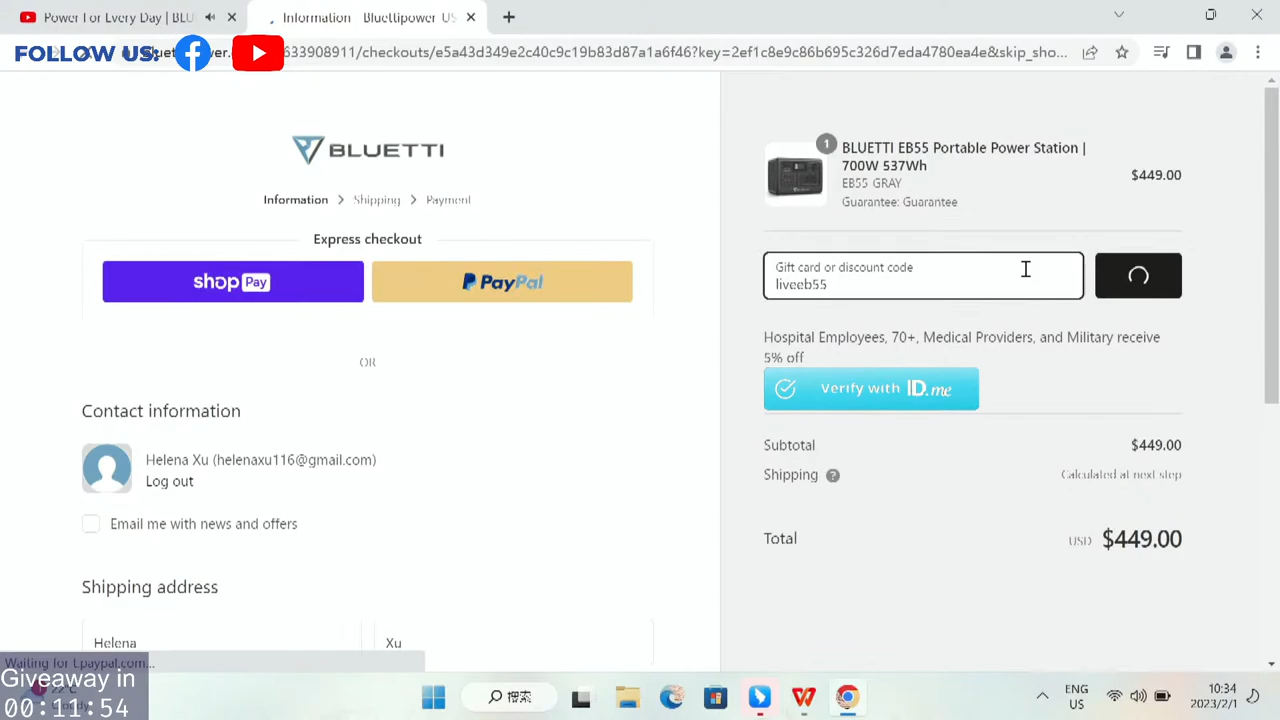 Power For Every Day | BLU
Information - Bluettipower US
FOLLOW US:
633908911/checkouts/e5a43d349e2c40c9c19b83d87a1a6f46?key=2ef1c8e9c86b695c326d7eda4780ea4e&skip_sho...
BLUETTI
Information > Shipping > Payment
Express checkout
shop Pay
PayPal
OR
Contact information
Helena Xu (helenaxu116@gmail.com)
Log out
Email me with news and offers
Shipping address
Helena
Xu
1
BLUETTI EB55 Portable Power Station |
700W 537Wh
EB55 GRAY
Guarantee: Guarantee
$449.00
Gift card or discount code
liveeb55
Hospital Employees, 70+, Medical Providers, and Military receive
5% off
Verify with ID.me
Subtotal
$449.00
Shipping ?
Calculated at next step
Total
USD $449.00
Waiting for t.paypal.com...
Giveaway in
00:11:54
22°C
搜索
ENG
US
10:34
2023/2/1